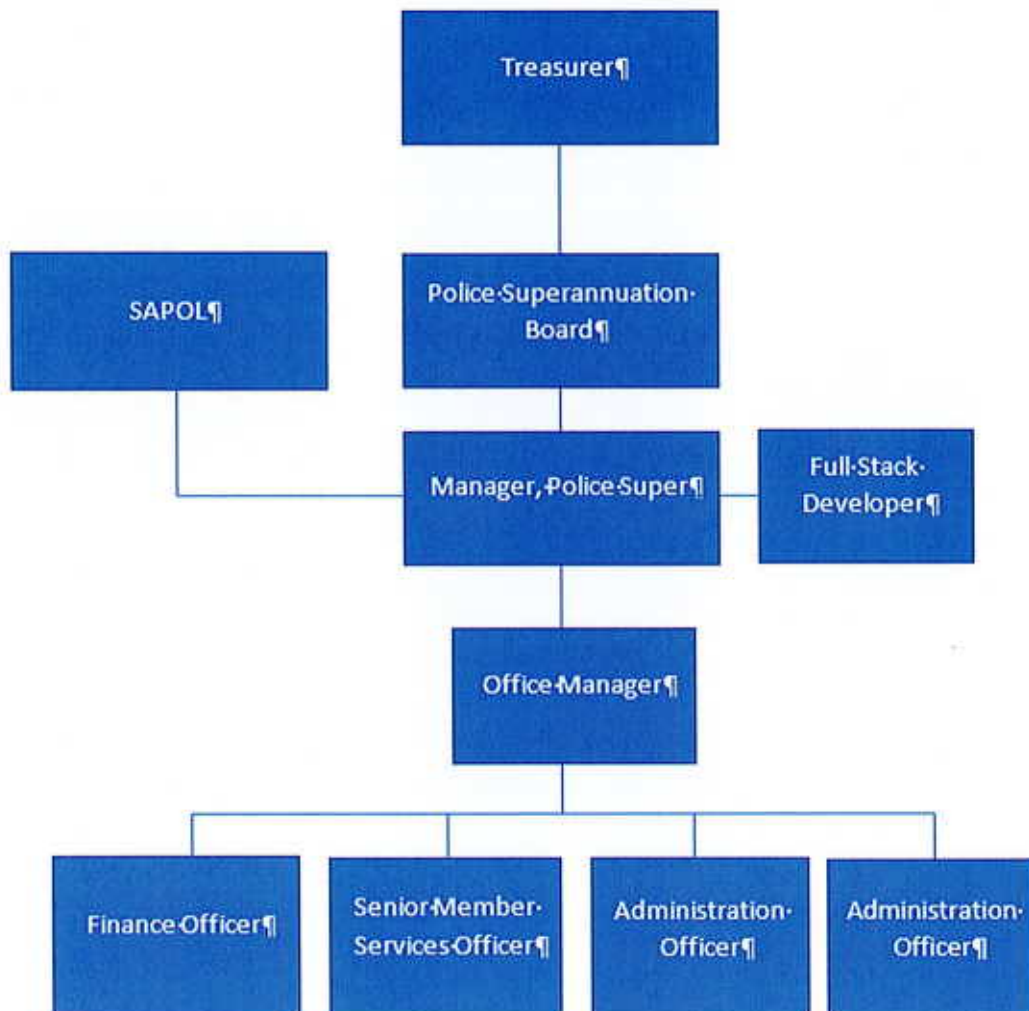 Treasurer¶
SAPOL¶
Police·Superannuation·
Board¶
Manager,·Police·Super¶
Full·Stack·
Developer¶
Office·Manager¶
Finance·Officer¶
Senior·Member·
Services·Officer¶
Administration·
Officer¶
Administration·
Officer¶